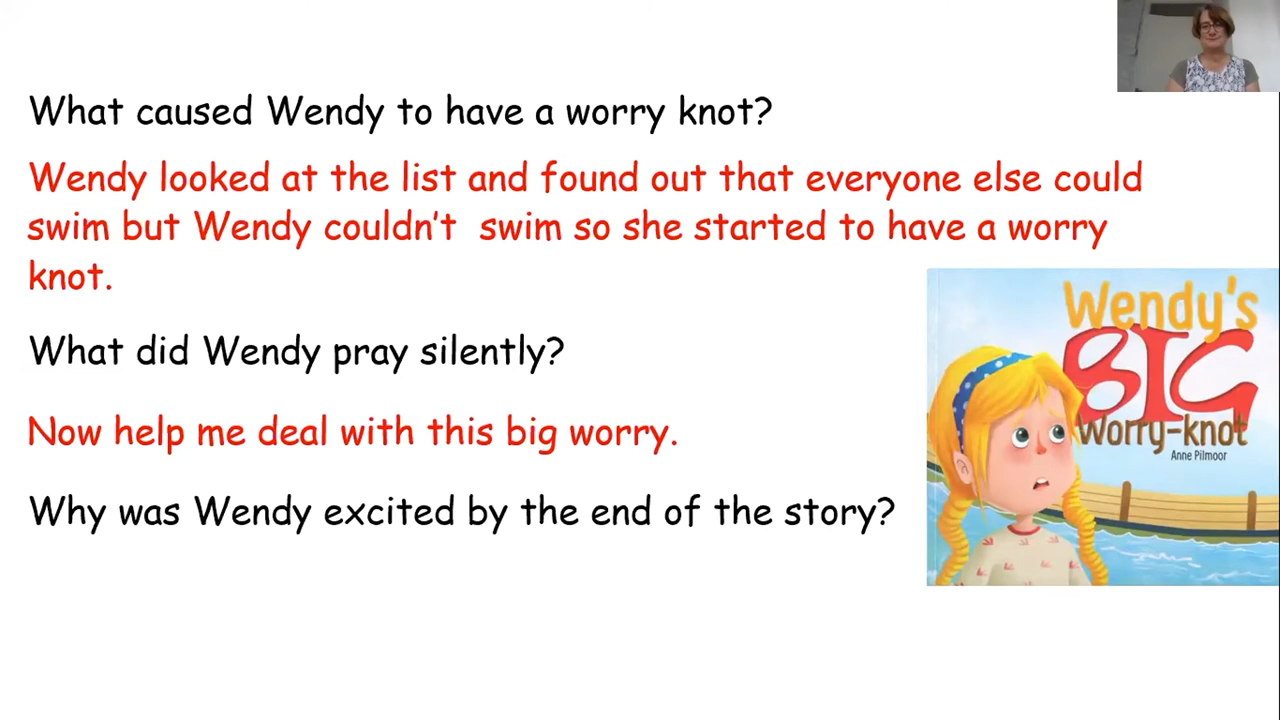 What caused Wendy to have a worry knot?
Wendy looked at the list and found out that everyone else could
swim but Wendy couldn't swim so she started to have a worry
knot.
What did Wendy pray silently?
Now help me deal with this big worry.
Why was Wendy excited by the end of the story?
Wendy's
BIG
Worry-knot
Anne Pilmoor